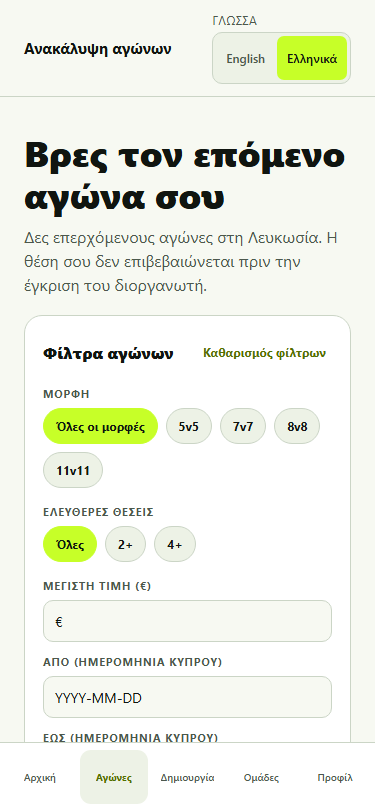 ΓΛΩΣΣΑ
Ανακάλυψη αγώνων
English Ελληνικά
Βρες τον επόμενο
αγώνα σου
Δες επερχόμενους αγώνες στη Λευκωσία. Η
θέση σου δεν επιβεβαιώνεται πριν την
έγκριση του διοργανωτή.
Φίλτρα αγώνων Καθαρισμός φίλτρων
ΜΟΡΦΗ
Όλες οι μορφές 5v5 7v7 8v8
11v11
ΕΛΕΥΘΕΡΕΣ ΘΕΣΕΙΣ
Όλες 2+ 4+
ΜΕΓΙΣΤΗ ΤΙΜΗ (€)
€
ΑΠΟ (ΗΜΕΡΟΜΗΝΙΑ ΚΥΠΡΟΥ)
YYYY-MM-DD
ΕΩΣ (ΗΜΕΡΟΜΗΝΙΑ ΚΥΠΡΟΥ)
Αρχική Αγώνες Δημιουργία Ομάδες Προφίλ